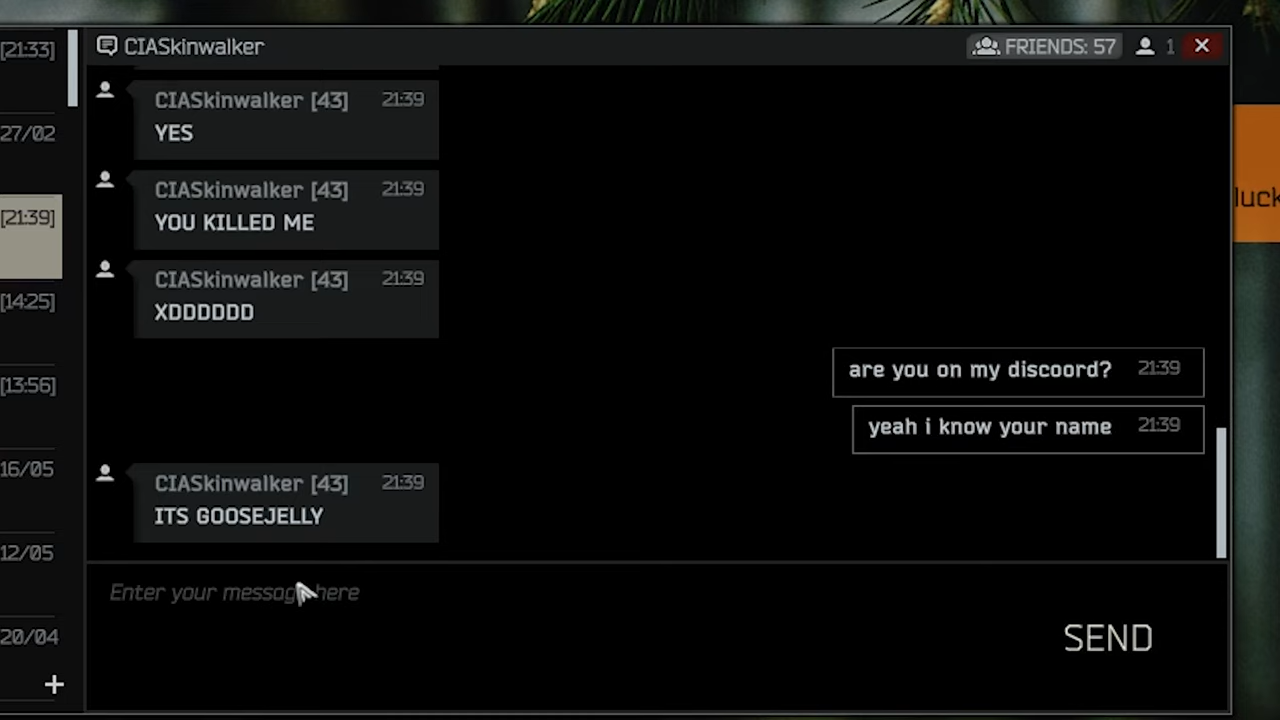 [21:33]
CIASkinwalker
FRIENDS: 57
1
CIASkinwalker [43] 21:39
YES
27/02
CIASkinwalker [43] 21:39
YOU KILLED ME
[21:39]
CIASkinwalker [43] 21:39
XDDDDDD
[14:25]
are you on my discoord? 21:39
[13:56]
yeah i know your name 21:39
16/05
CIASkinwalker [43] 21:39
ITS GOOSEJELLY
12/05
Enter your message here
20/04
SEND
luck